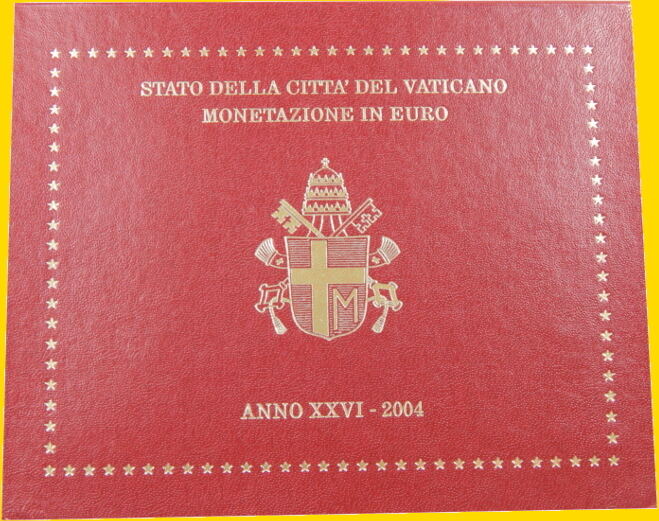 STATO DELLA CITTA' DEL VATICANO
MONETAZIONE IN EURO
M
ANNO XXVI - 2004